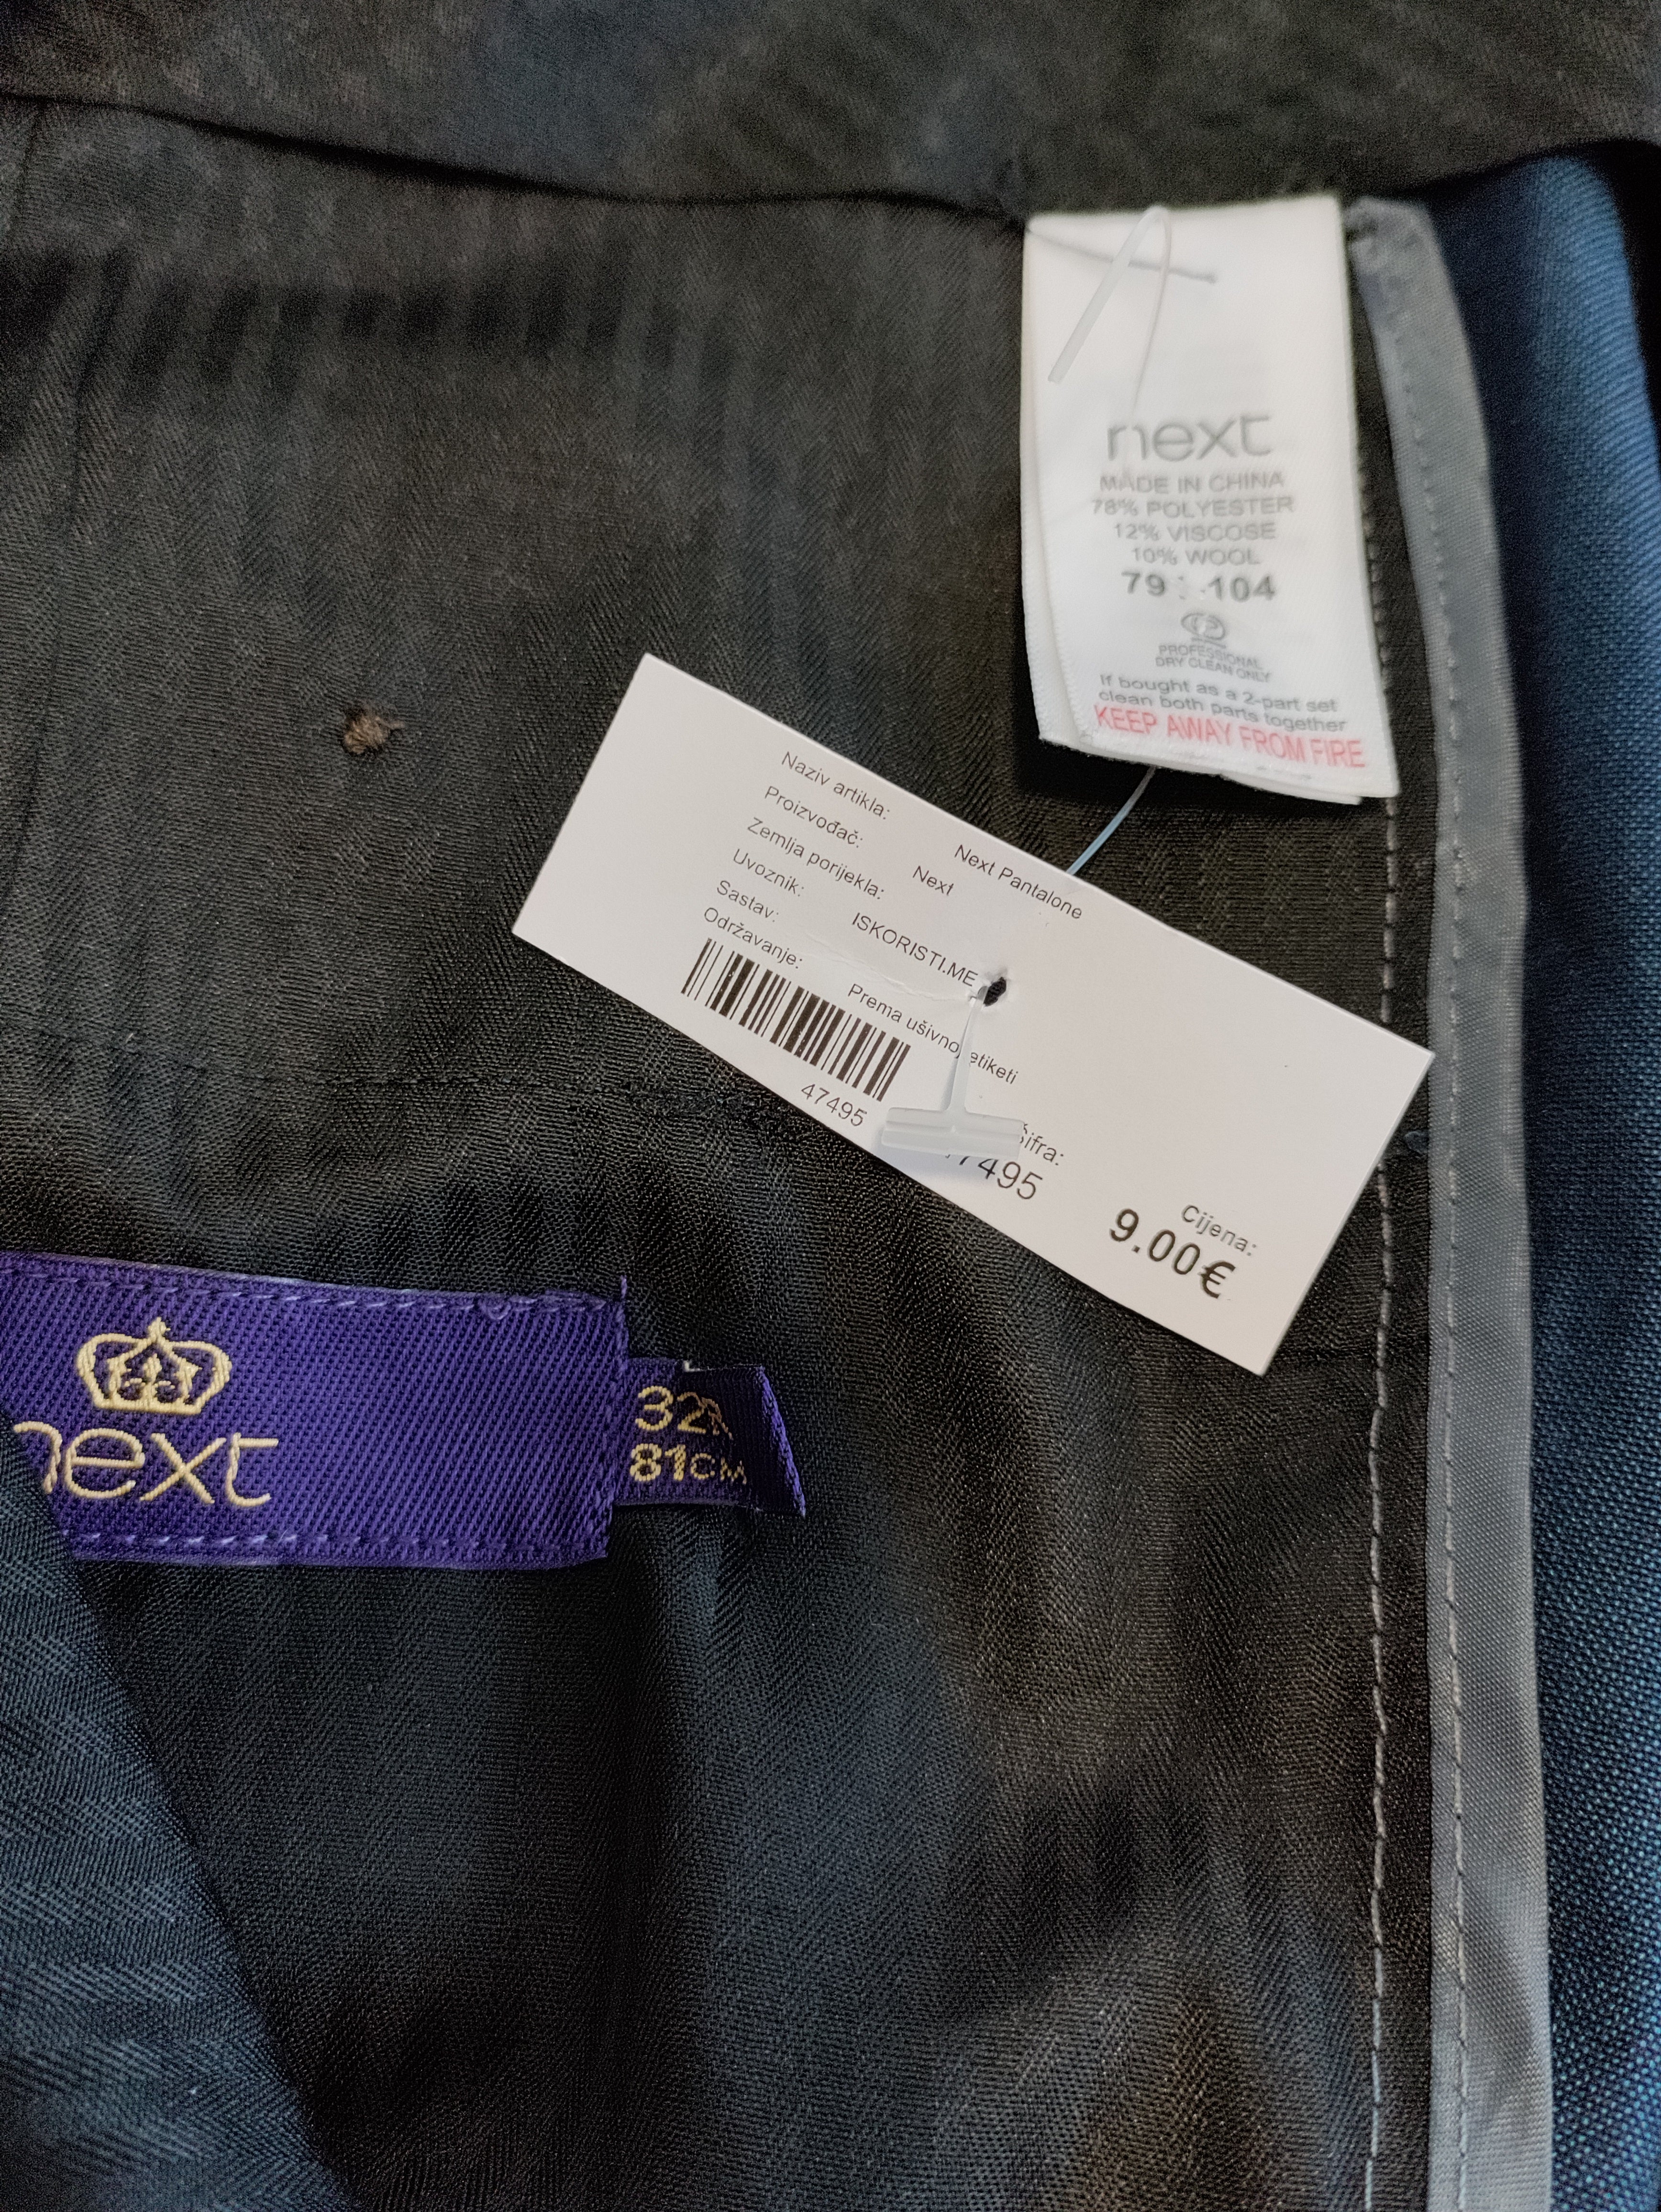 next
MADE IN CHINA
78% POLYESTER
12% VISCOSE
10% WOOL
79 104
PROFESSIONAL
DRY CLEAN ONLY
If bought as a 2-part set
clean both parts together
KEEP AWAY FROM FIRE
Naziv artikla: Next Pantalone
Proizvođač: Next
Zemlja porijekla:
Uvoznik: ISKORISTI.ME
Sastav:
Održavanje: Prema ušivnoj etiketi
47495
Cijena:
9.00€
next
32R
81CM